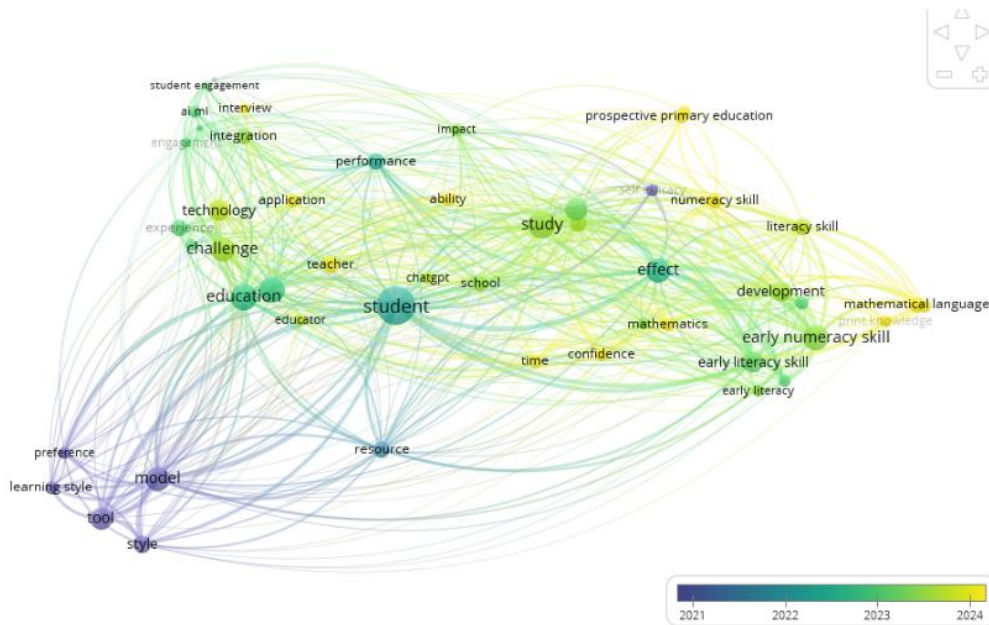 student engagement
ai ml
interview
engagement
integration
impact
performance
prospective primary education
self efficacy
numeracy skill
technology
application
ability
experience
study
literacy skill
challenge
teacher
chatgpt
school
effect
education
student
development
educator
mathematics
mathematical language
print knowledge
early numeracy skill
time
confidence
early literacy skill
early literacy
preference
resource
learning style
model
tool
style
2021
2022
2023
2024